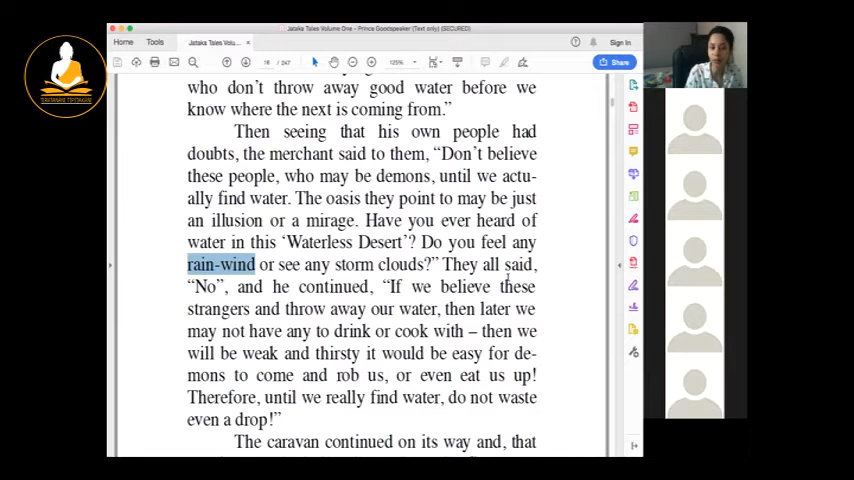 Jataka Tales Volume One - Prince Goodspeaker (Text only) (SECURED)
Home Tools Jataka Tales Volu... × Sign In
16 / 247 125% Share
who don't throw away good water before we
know where the next is coming from."
Then seeing that his own people had
doubts, the merchant said to them, "Don't believe
these people, who may be demons, until we actu-
ally find water. The oasis they point to may be just
an illusion or a mirage. Have you ever heard of
water in this 'Waterless Desert'? Do you feel any
rain-wind or see any storm clouds?" They all said,
"No", and he continued, "If we believe these
strangers and throw away our water, then later we
may not have any to drink or cook with – then we
will be weak and thirsty it would be easy for de-
mons to come and rob us, or even eat us up!
Therefore, until we really find water, do not waste
even a drop!"
The caravan continued on its way and, that